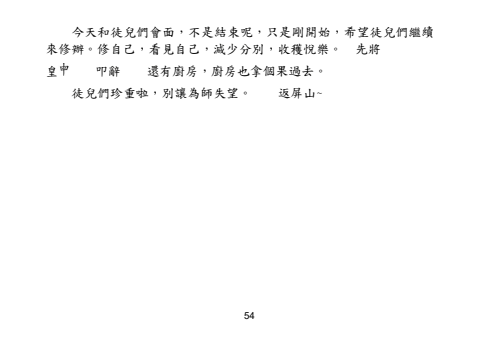 今天和徒兒們會面，不是結束呢，只是剛開始，希望徒兒們繼續
來修辦。修自己，看見自己，減少分別，收穫悅樂。　先將
皇申　叩辭　還有廚房，廚房也拿個果過去。
徒兒們珍重啦，別讓為師失望。　返屏山~
54